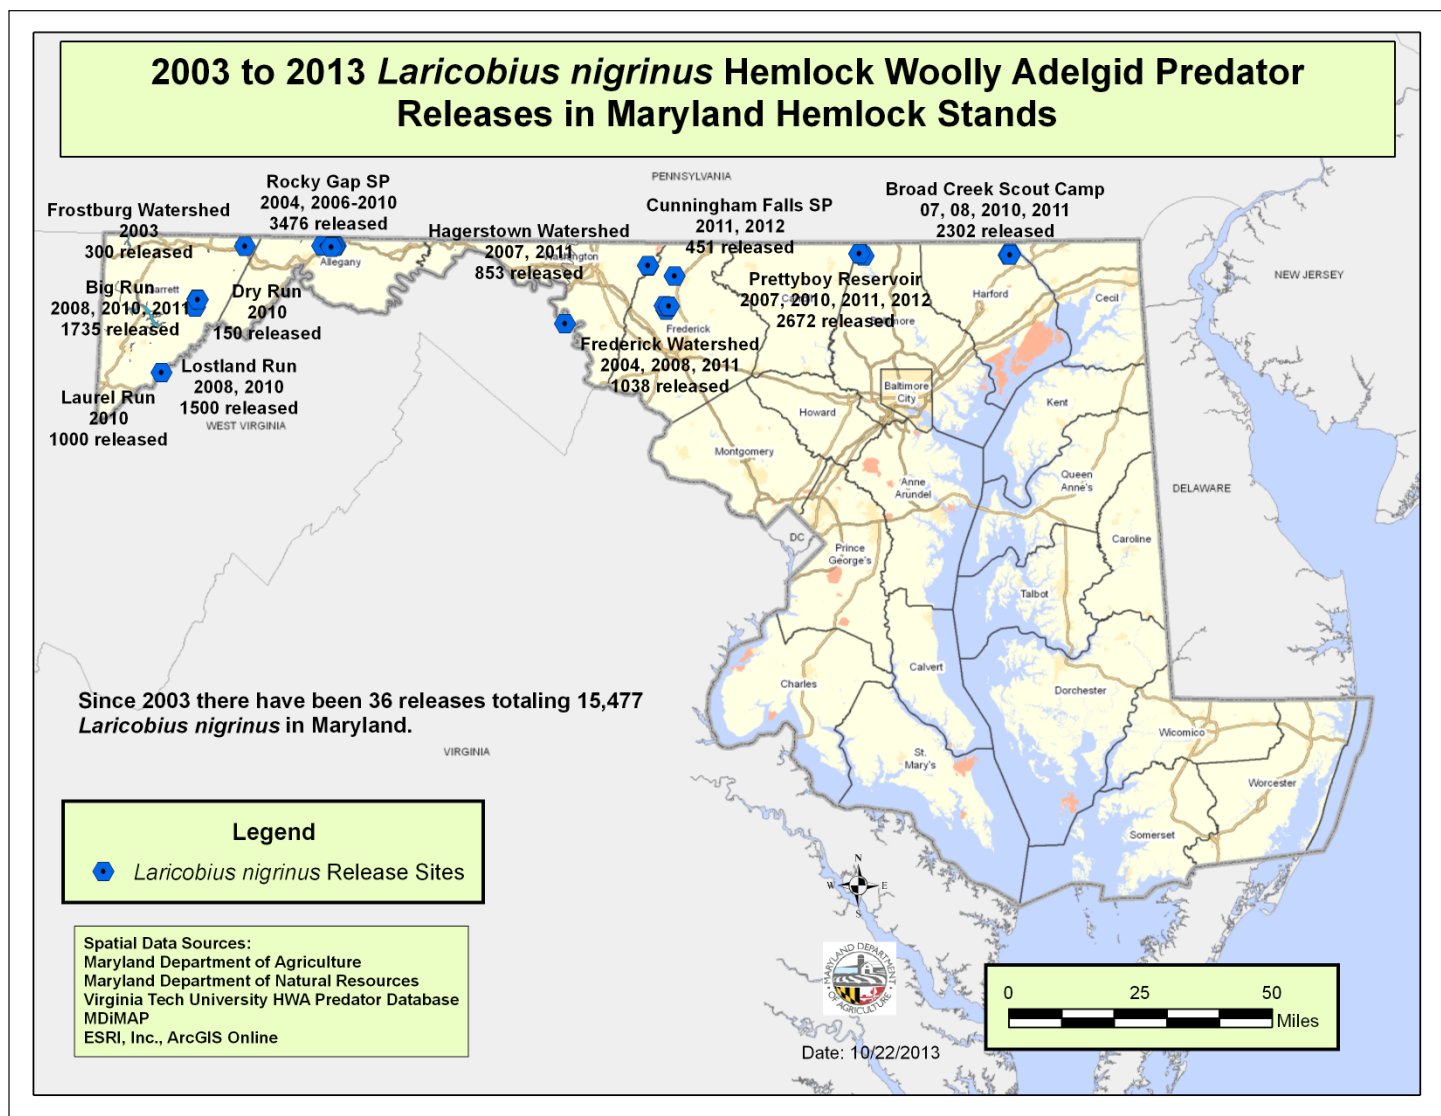 2003 to 2013 Laricobius nigrinus Hemlock Woolly Adelgid Predator
Releases in Maryland Hemlock Stands
PENNSYLVANIA
Rocky Gap SP
2004, 2006-2010
3476 released
Frostburg Watershed
2003
300 released
Hagerstown Watershed
2007, 2011
853 released
Cunningham Falls SP
2011, 2012
451 released
Broad Creek Scout Camp
07, 08, 2010, 2011
2302 released
Big Run
2008, 2010, 2011
1735 released
Dry Run
2010
150 released
Prettyboy Reservoir
2007, 2010, 2011, 2012
2672 released
Frederick Watershed
2004, 2008, 2011
1038 released
Lostland Run
2008, 2010
1500 released
Laurel Run
2010
1000 released
WEST VIRGINIA
Allegany
Frederick
Harford
Cecil
NEW JERSEY
Baltimore
City
Howard
Kent
Montgomery
Anne
Arundel
Queen
Anne's
DELAWARE
DC
Prince
George's
Caroline
Talbot
Calvert
Charles
Dorchester
St.
Mary's
Wicomico
Worcester
Somerset
Since 2003 there have been 36 releases totaling 15,477
Laricobius nigrinus in Maryland.
VIRGINIA
Legend
Laricobius nigrinus Release Sites
Spatial Data Sources:
Maryland Department of Agriculture
Maryland Department of Natural Resources
Virginia Tech University HWA Predator Database
MDiMAP
ESRI, Inc., ArcGIS Online
N
W E
S
MARYLAND DEPARTMENT
OF AGRICULTURE
Date: 10/22/2013
0 25 50
Miles